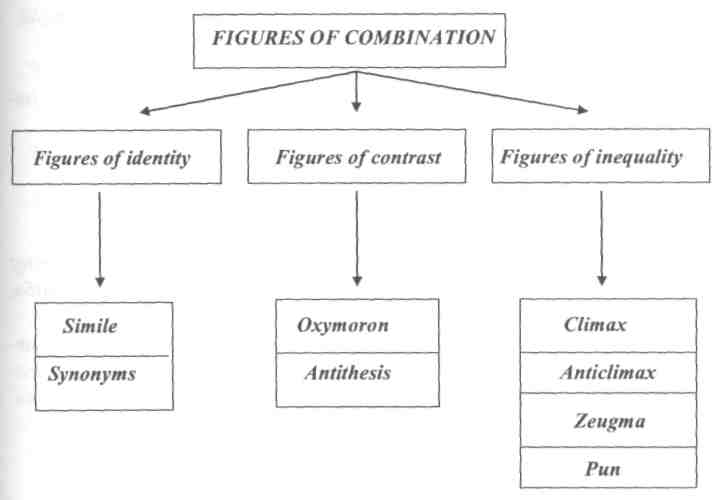 FIGURES OF COMBINATION
Figures of identity
Figures of contrast
Figures of inequality
Simile
Synonyms
Oxymoron
Antithesis
Climax
Anticlimax
Zeugma
Pun